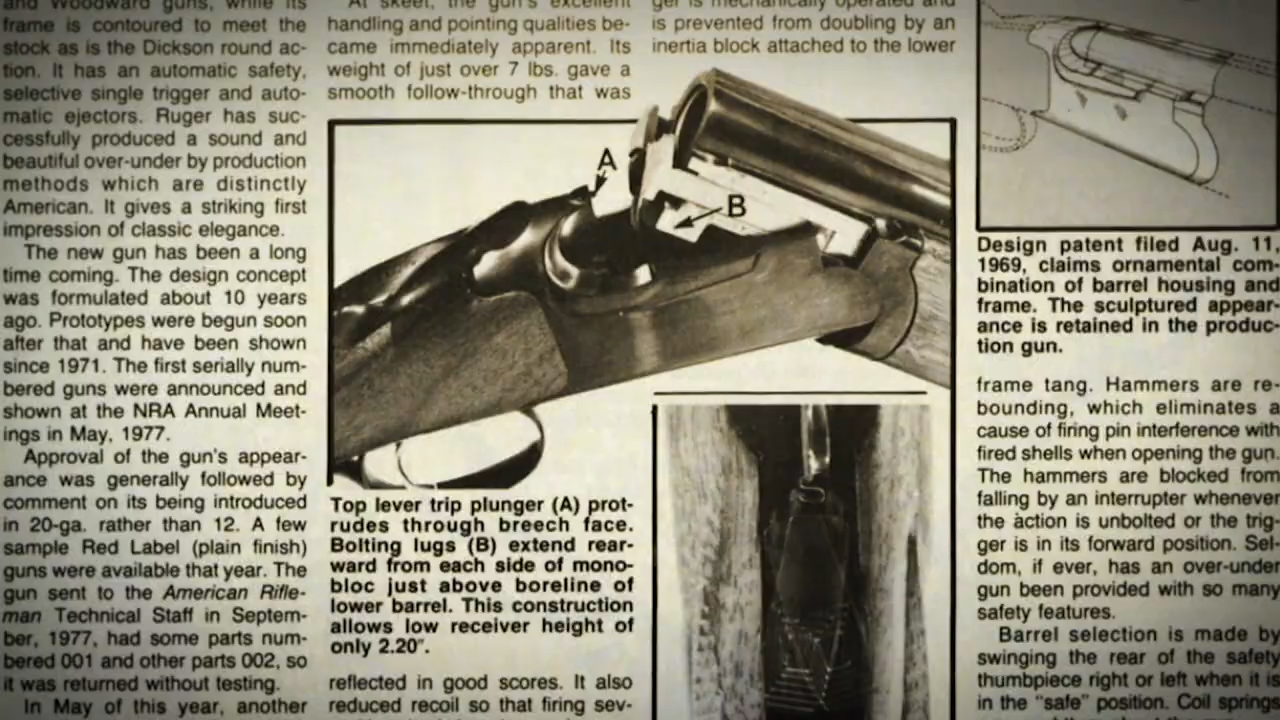 and Woodward guns, while its
frame is contoured to meet the
stock as is the Dickson round ac-
tion. It has an automatic safety,
selective single trigger and auto-
matic ejectors. Ruger has suc-
cessfully produced a sound and
beautiful over-under by production
methods which are distinctly
American. It gives a striking first
impression of classic elegance.
The new gun has been a long
time coming. The design concept
was formulated about 10 years
ago. Prototypes were begun soon
after that and have been shown
since 1971. The first serially num-
bered guns were announced and
shown at the NRA Annual Meet-
ings in May, 1977.
Approval of the gun's appear-
ance was generally followed by
comment on its being introduced
in 20-ga. rather than 12. A few
sample Red Label (plain finish)
guns were available that year. The
gun sent to the American Rifle-
man Technical Staff in Septem-
ber, 1977, had some parts num-
bered 001 and other parts 002, so
it was returned without testing.
In May of this year, another
At skeet, the gun's excellent
handling and pointing qualities be-
came immediately apparent. Its
weight of just over 7 lbs. gave a
smooth follow-through that was
A
B
Top lever trip plunger (A) prot-
rudes through breech face.
Bolting lugs (B) extend rear-
ward from each side of mono-
bloc just above boreline of
lower barrel. This construction
allows low receiver height of
only 2.20".
reflected in good scores. It also
reduced recoil so that firing sev-
ger is mechanically operated and
is prevented from doubling by an
inertia block attached to the lower
Design patent filed Aug. 11,
1969, claims ornamental com-
bination of barrel housing and
frame. The sculptured appear-
ance is retained in the produc-
tion gun.
frame tang. Hammers are re-
bounding, which eliminates a
cause of firing pin interference with
fired shells when opening the gun.
The hammers are blocked from
falling by an interrupter whenever
the action is unbolted or the trig-
ger is in its forward position. Sel-
dom, if ever, has an over-under
gun been provided with so many
safety features.
Barrel selection is made by
swinging the rear of the safety
thumbpiece right or left when it is
in the "safe" position. Coil springs